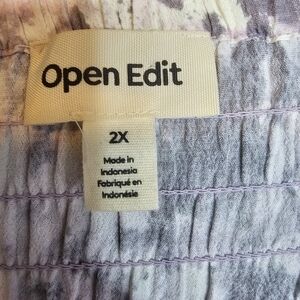 Open Edit
2X
Made in
Indonesia
Fabriqué en
Indonésie